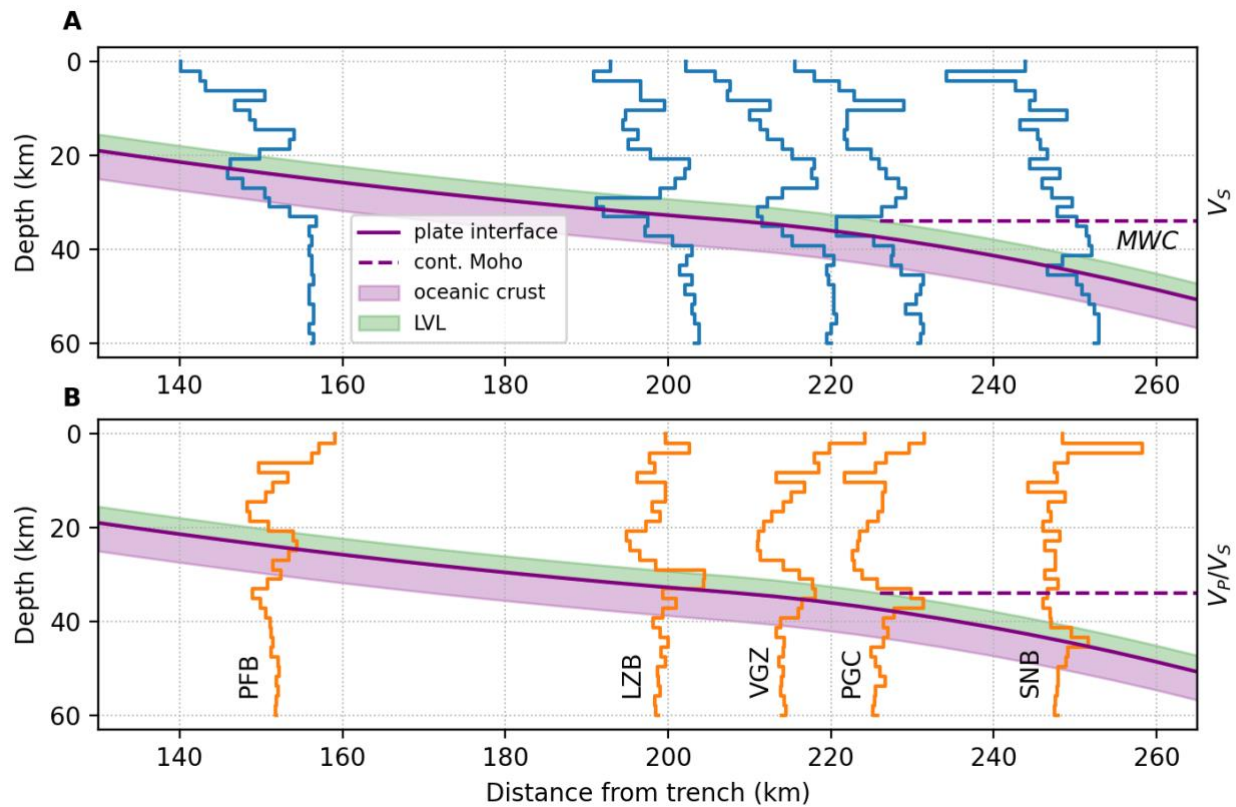 A
0
20
40
60
Depth (km)
plate interface
cont. Moho
oceanic crust
LVL
MWC
V_S
140 160 180 200 220 240 260
B
0
20
40
60
Depth (km)
PFB
LZB
VGZ
PGC
SNB
V_P/V_S
140 160 180 200 220 240 260
Distance from trench (km)